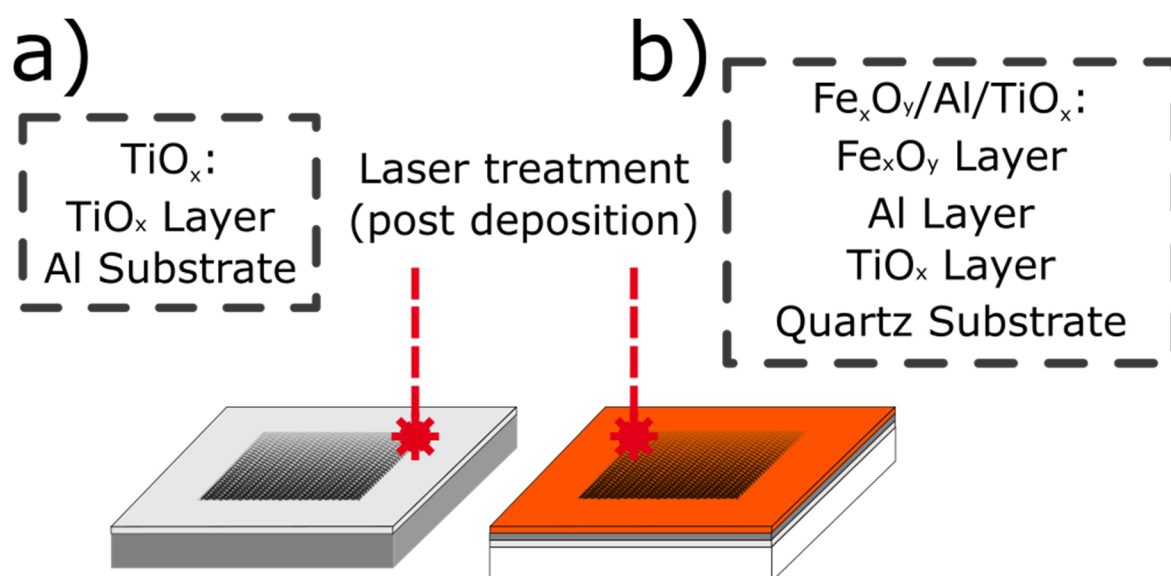 a)
TiOₓ:
TiOₓ Layer
Al Substrate
Laser treatment
(post deposition)
b)
FeₓOᵧ/Al/TiOₓ:
FeₓOᵧ Layer
Al Layer
TiOₓ Layer
Quartz Substrate